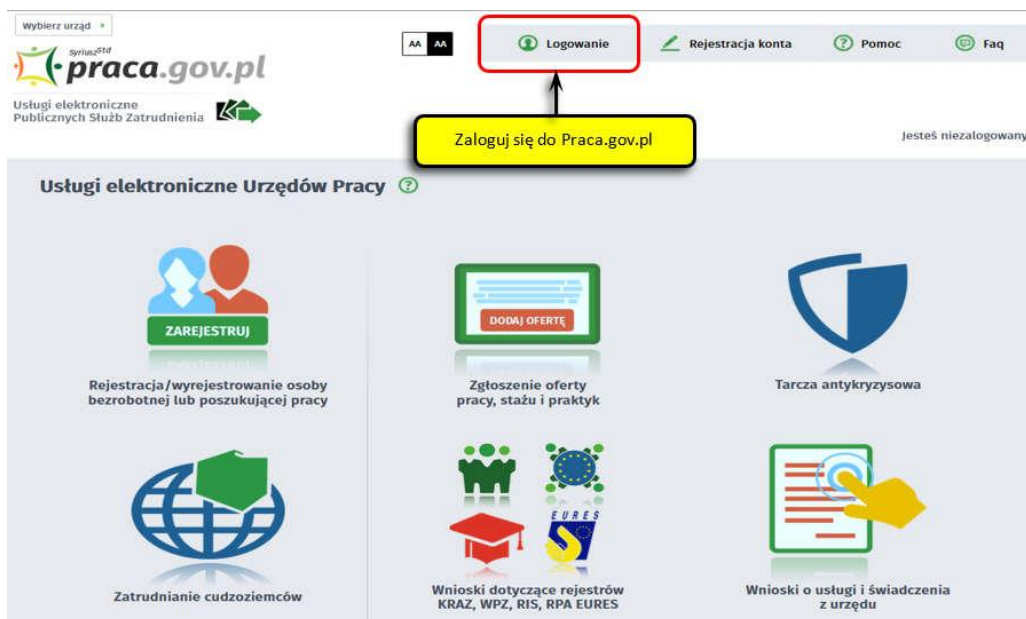 Wybierz urząd
AA AA
Logowanie
Rejestracja konta
Pomoc
Faq
syriuszStd
praca.gov.pl
Usługi elektroniczne
Publicznych Służb Zatrudnienia
Zaloguj się do Praca.gov.pl
Jesteś niezalogowany
Usługi elektroniczne Urzędów Pracy
ZAREJESTRUJ
Rejestracja/wyrejestrowanie osoby
bezrobotnej lub poszukującej pracy
DODAJ OFERTĘ
Zgłoszenie oferty
pracy, stażu i praktyk
Tarcza antykryzysowa
Zatrudnianie cudzoziemców
EURES
Wnioski dotyczące rejestrów
KRAZ, WPZ, RIS, RPA EURES
Wnioski o usługi i świadczenia
z urzędu